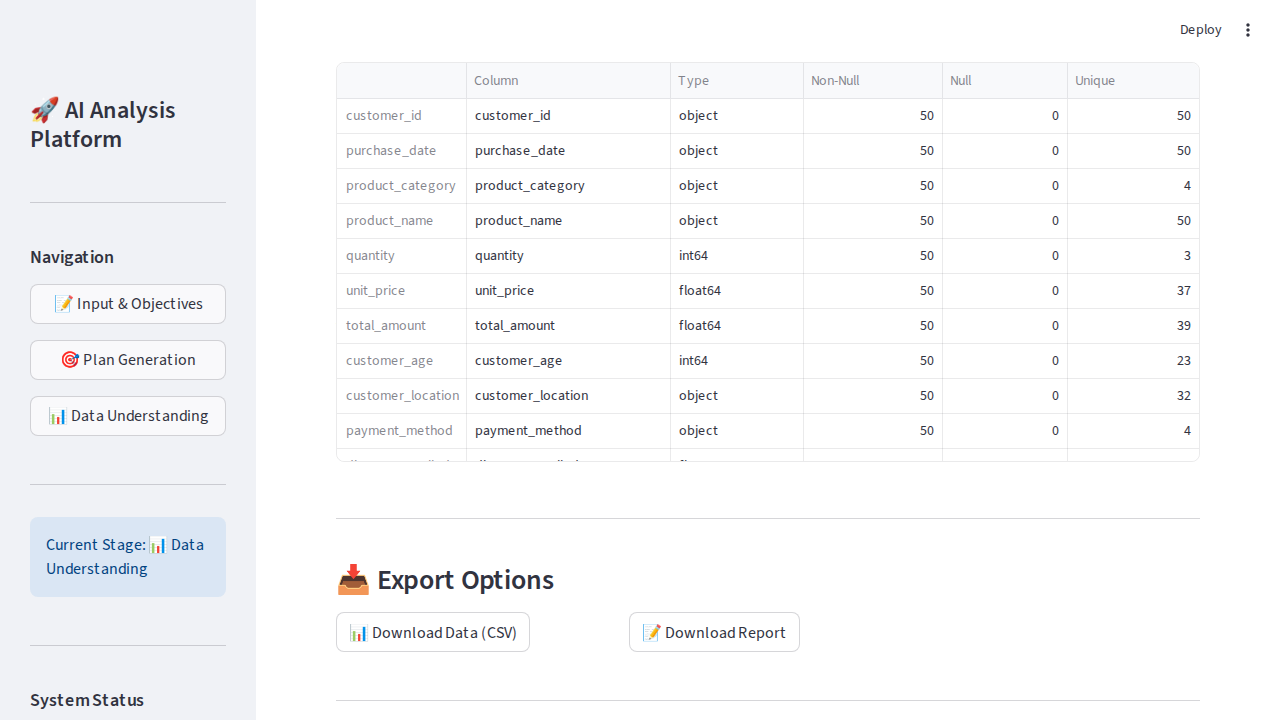 Deploy
🚀 AI Analysis
Platform
Navigation
📝 Input & Objectives
🎯 Plan Generation
📊 Data Understanding
Current Stage: 📊 Data
Understanding
System Status
Column Type Non-Null Null Unique
customer_id customer_id object 50 0 50
purchase_date purchase_date object 50 0 50
product_category product_category object 50 0 4
product_name product_name object 50 0 50
quantity quantity int64 50 0 3
unit_price unit_price float64 50 0 37
total_amount total_amount float64 50 0 39
customer_age customer_age int64 50 0 23
customer_location customer_location object 50 0 32
payment_method payment_method object 50 0 4
📥 Export Options
📊 Download Data (CSV)
📝 Download Report